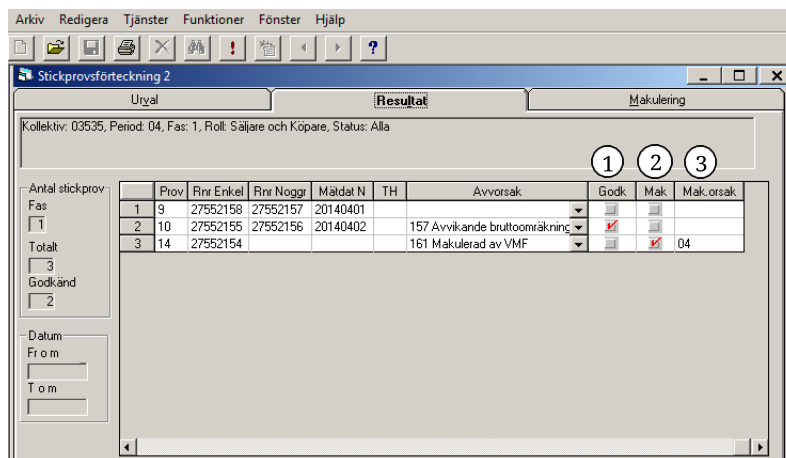 Arkiv Redigera Tjänster Funktioner Fönster Hjälp
Stickprovsförteckning 2
Urval Resultat Makulering
Kollektiv: 03535, Period: 04, Fas: 1, Roll: Säljare och Köpare, Status: Alla
1 2 3
Antal stickprov
Fas
1
Totalt
3
Godkänd
2
Datum
Fr o m
T o m
Prov Rnr Enkel Rnr Noggr Mätdat N TH Avvorsak Godk Mak Mak.orsak
1 9 27552158 27552157 20140401
2 10 27552155 27552156 20140402 157 Avvikande bruttoomräkning
3 14 27552154 161 Makulerad av VMF 04